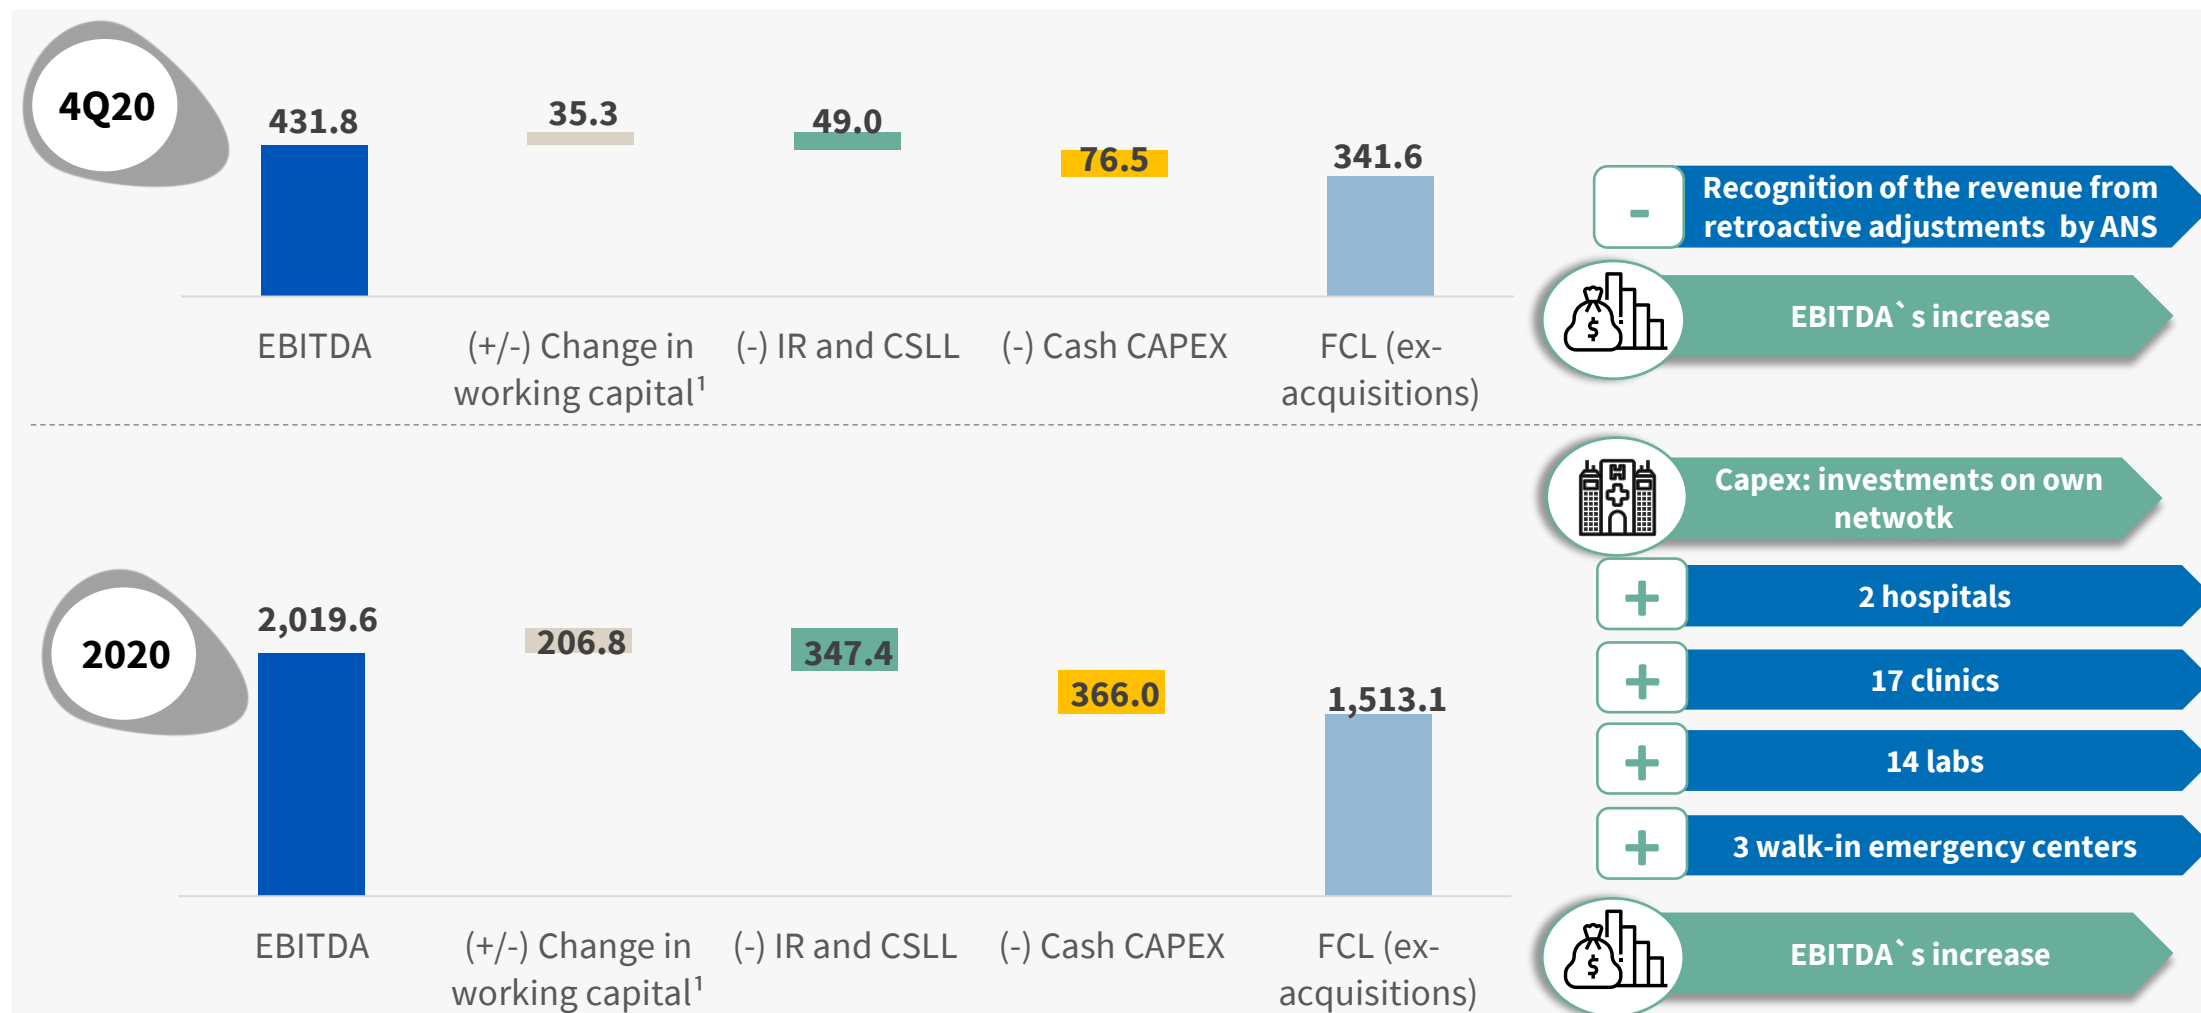 4Q20
431.8
35.3
49.0
76.5
341.6
EBITDA
(+/-) Change in
working capital¹
(-) IR and CSLL
(-) Cash CAPEX
FCL (ex-
acquisitions)
-
Recognition of the revenue from
retroactive adjustments by ANS
$
EBITDA`s increase
2020
2,019.6
206.8
347.4
366.0
1,513.1
EBITDA
(+/-) Change in
working capital¹
(-) IR and CSLL
(-) Cash CAPEX
FCL (ex-
acquisitions)
H
Capex: investments on own
netwotk
+
2 hospitals
+
17 clinics
+
14 labs
+
3 walk-in emergency centers
$
EBITDA`s increase